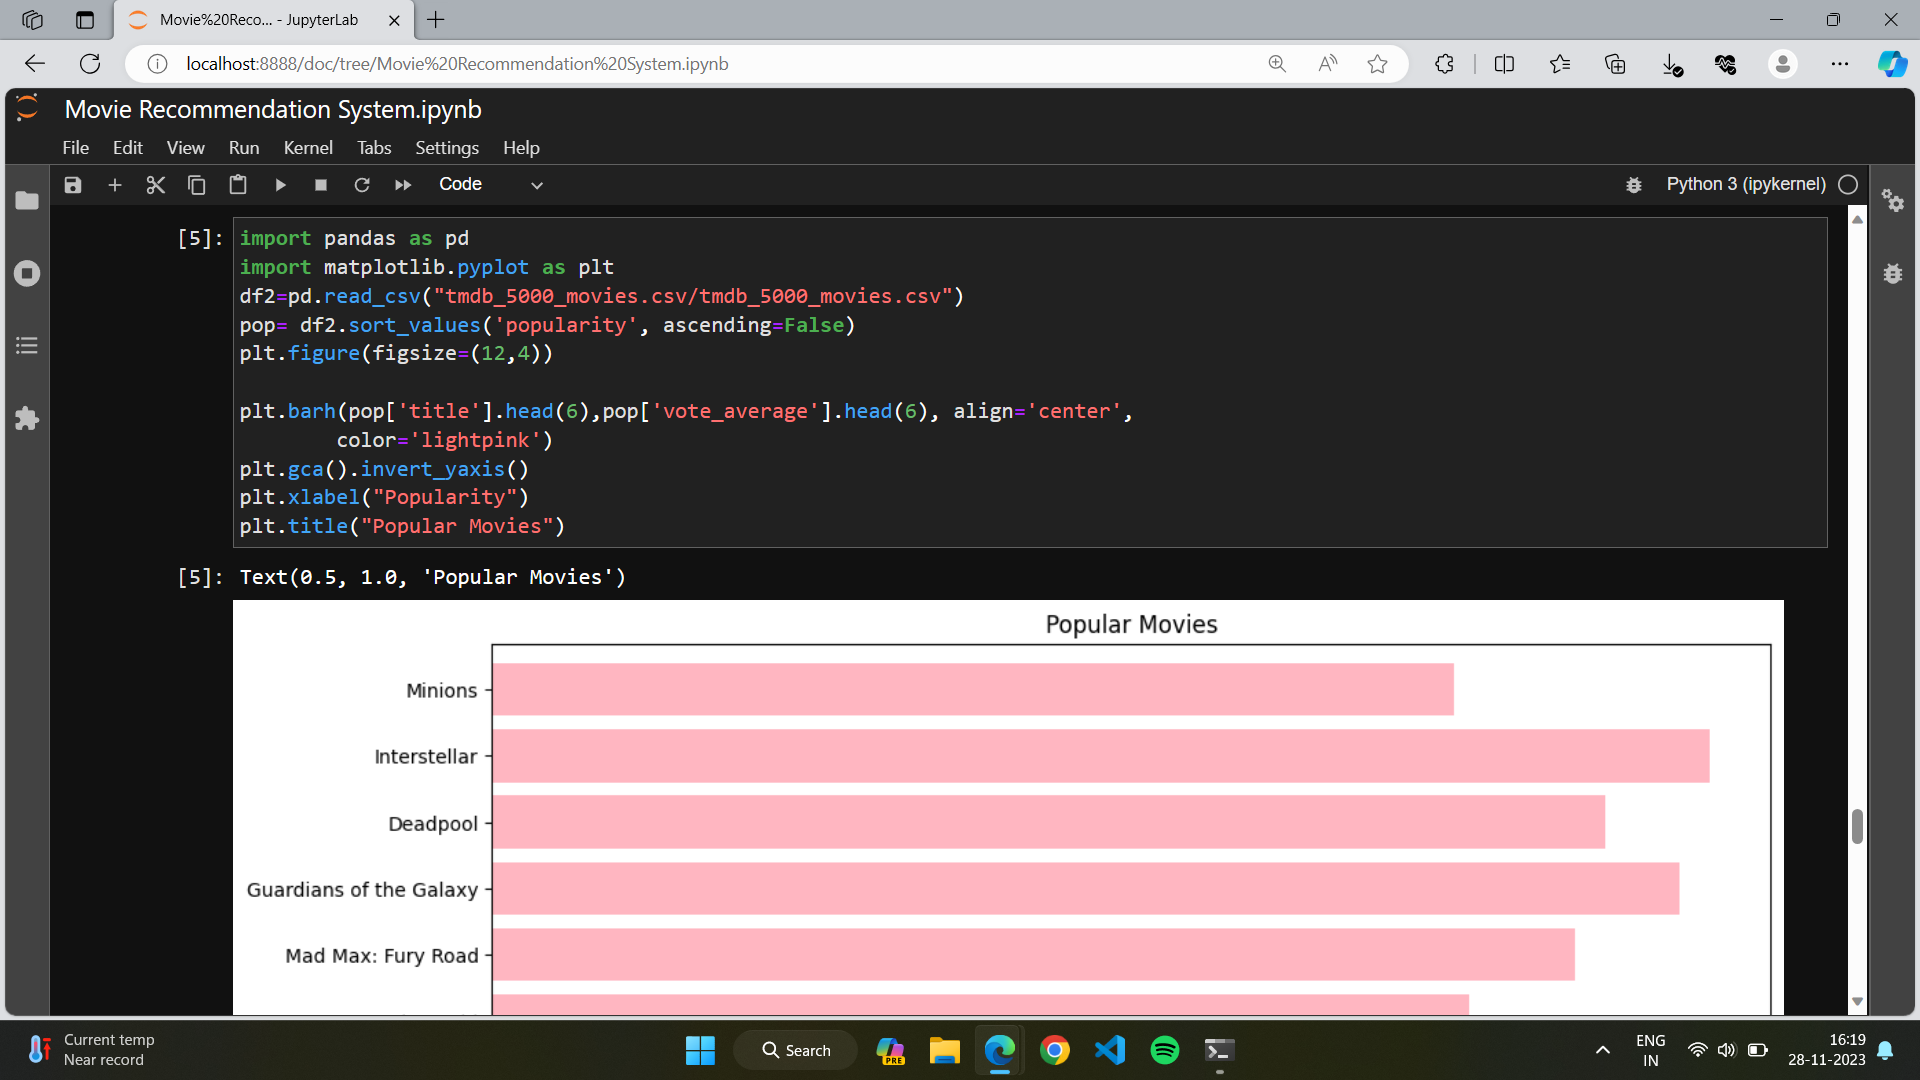 Movie%20Reco... - JupyterLab
localhost:8888/doc/tree/Movie%20Recommendation%20System.ipynb
Movie Recommendation System.ipynb
File Edit View Run Kernel Tabs Settings Help
Code
Python 3 (ipykernel)
[5]:
import pandas as pd
import matplotlib.pyplot as plt
df2=pd.read_csv("tmdb_5000_movies.csv/tmdb_5000_movies.csv")
pop= df2.sort_values('popularity', ascending=False)
plt.figure(figsize=(12,4))
plt.barh(pop['title'].head(6),pop['vote_average'].head(6), align='center',
color='lightpink')
plt.gca().invert_yaxis()
plt.xlabel("Popularity")
plt.title("Popular Movies")
[5]: Text(0.5, 1.0, 'Popular Movies')
Popular Movies
Minions
Interstellar
Deadpool
Guardians of the Galaxy
Mad Max: Fury Road
Current temp
Near record
Search
PRE
ENG
IN
16:19
28-11-2023